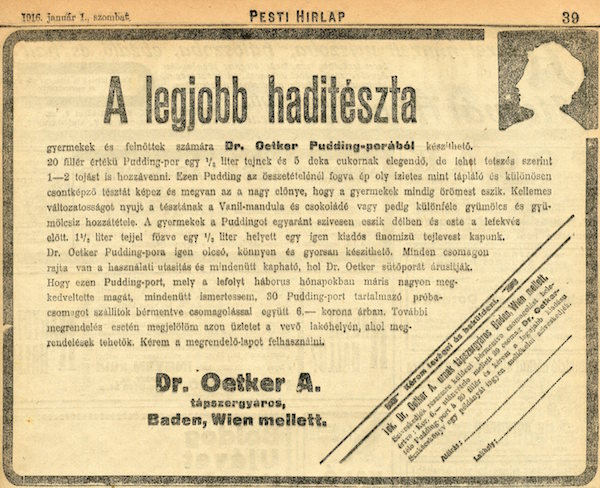 1916. január 1., szombat.
PESTI HIRLAP
39
A legjobb haditészta
gyermekek és felnőttek számára Dr. Oetker Pudding-porából készíthető.
20 fillér értékü Pudding-por egy ½ liter tejnek és 5 deka cukornak elegendő, de lehet tetszés szerint
1—2 tojást is hozzávenni. Ezen Pudding az összetételénél fogva ép oly izletes mint tápláló és különösen
csontképző tésztát képez és megvan az a nagy előnye, hogy a gyermekek mindig örömest eszik. Kellemes
változatosságot nyujt a tésztának a Vanil-mandula és csokoládé vagy pedig különféle gyümölcs és gyü-
mölcsiz hozzátétele. A gyermekek a Puddingot egyaránt szivesen eszik délben és este a lefekvés
előtt. 1½ liter tejjel főzve egy ½ liter helyett egy igen kiadós finomizü tejlevest kapunk.
Dr. Oetker Pudding-pora igen olcsó, könnyen és gyorsan készíthető. Minden csomagon
rajta van a használati utasitás és mindenütt kapható, hol Dr. Oetker sütőporát árusitják.
Hogy ezen Pudding-port, mely a lefolyt háborus hónapokban máris nagyon meg-
kedveltette magát, mindenütt ismertessem, 30 Pudding-port tartalmazó próba-
csomagot szállitok bérmentve csomagolással együtt 6.— korona árban. További
megrendelés esetén megjelölöm azon üzletet a vevő lakóhelyén, ahol meg-
rendelések tehetők. Kérem a megrendelő-lapot felhasználni.
Dr. Oetker A.
tápszergyáros,
Baden, Wien mellett.
Kérem levágni és beküldeni.
Dr. Oetker A. urnak tápszergyáros Baden, Wien mellett.
Aláirás:
Lakhely: